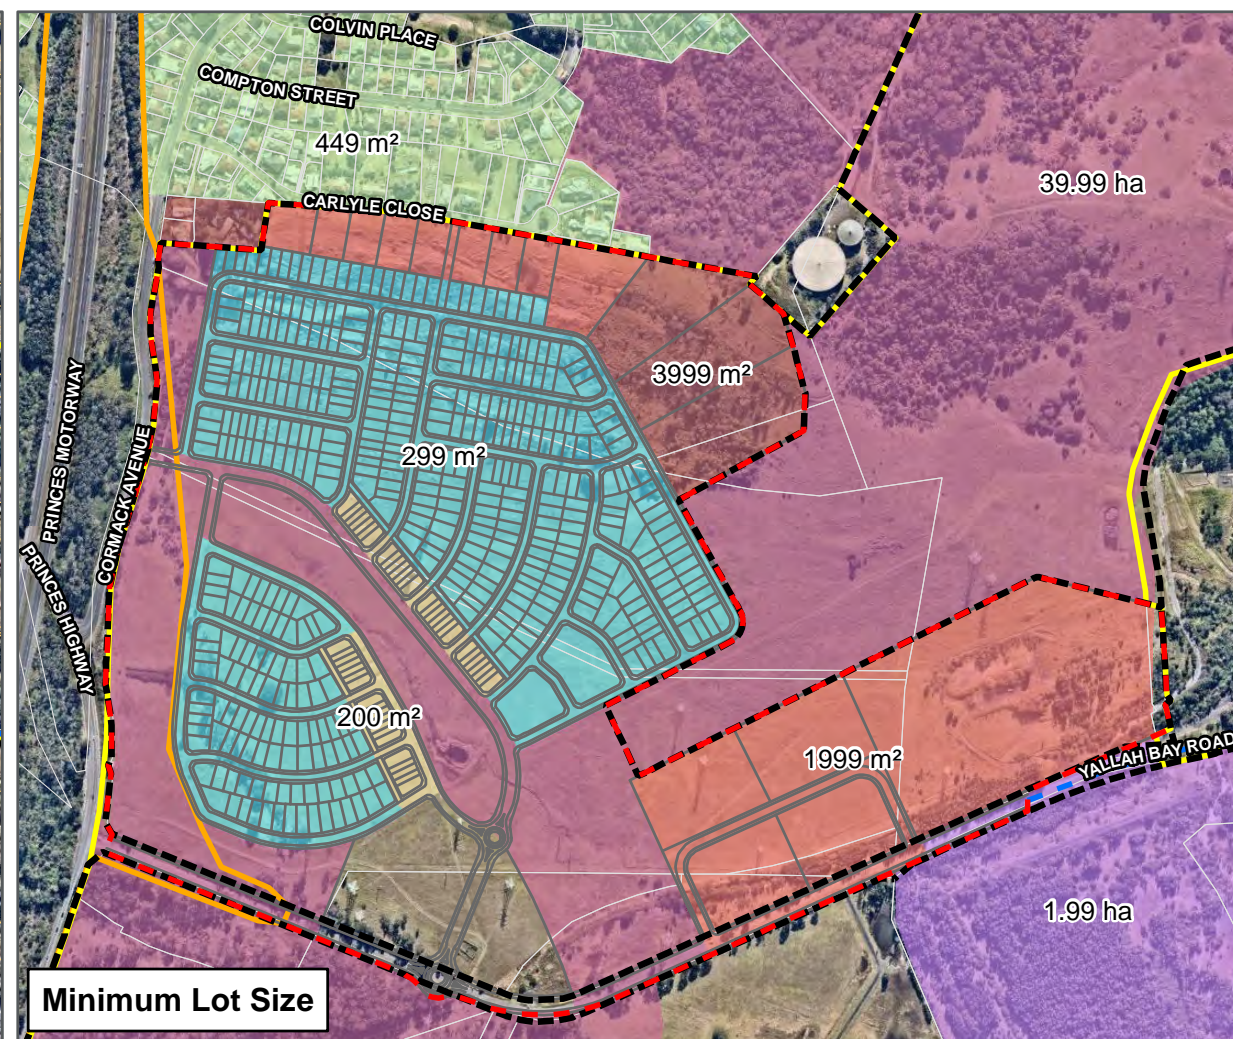 COLVIN PLACE
COMPTON STREET
449 m²
39.99 ha
CARLYLE CLOSE
3999 m²
PRINCES MOTORWAY
CORMACK AVENUE
299 m²
PRINCES HIGHWAY
200 m²
1999 m²
YALLAH BAY ROAD
1.99 ha
Minimum Lot Size